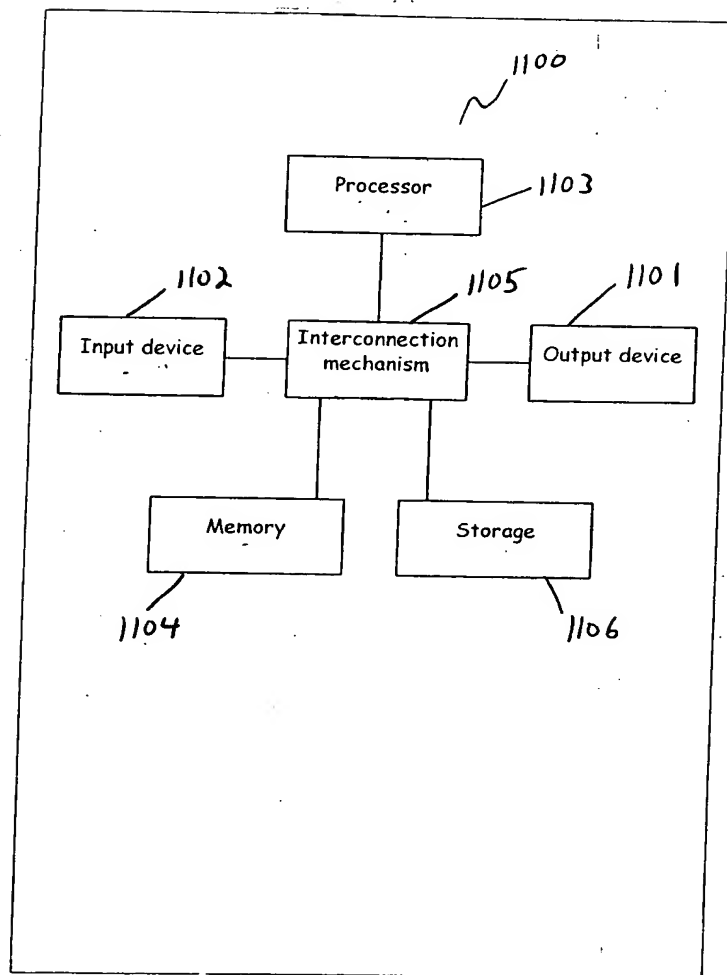 1100
Processor
1103
1102
1105
1101
Input device
Interconnection
mechanism
Output device
Memory
Storage
1104
1106